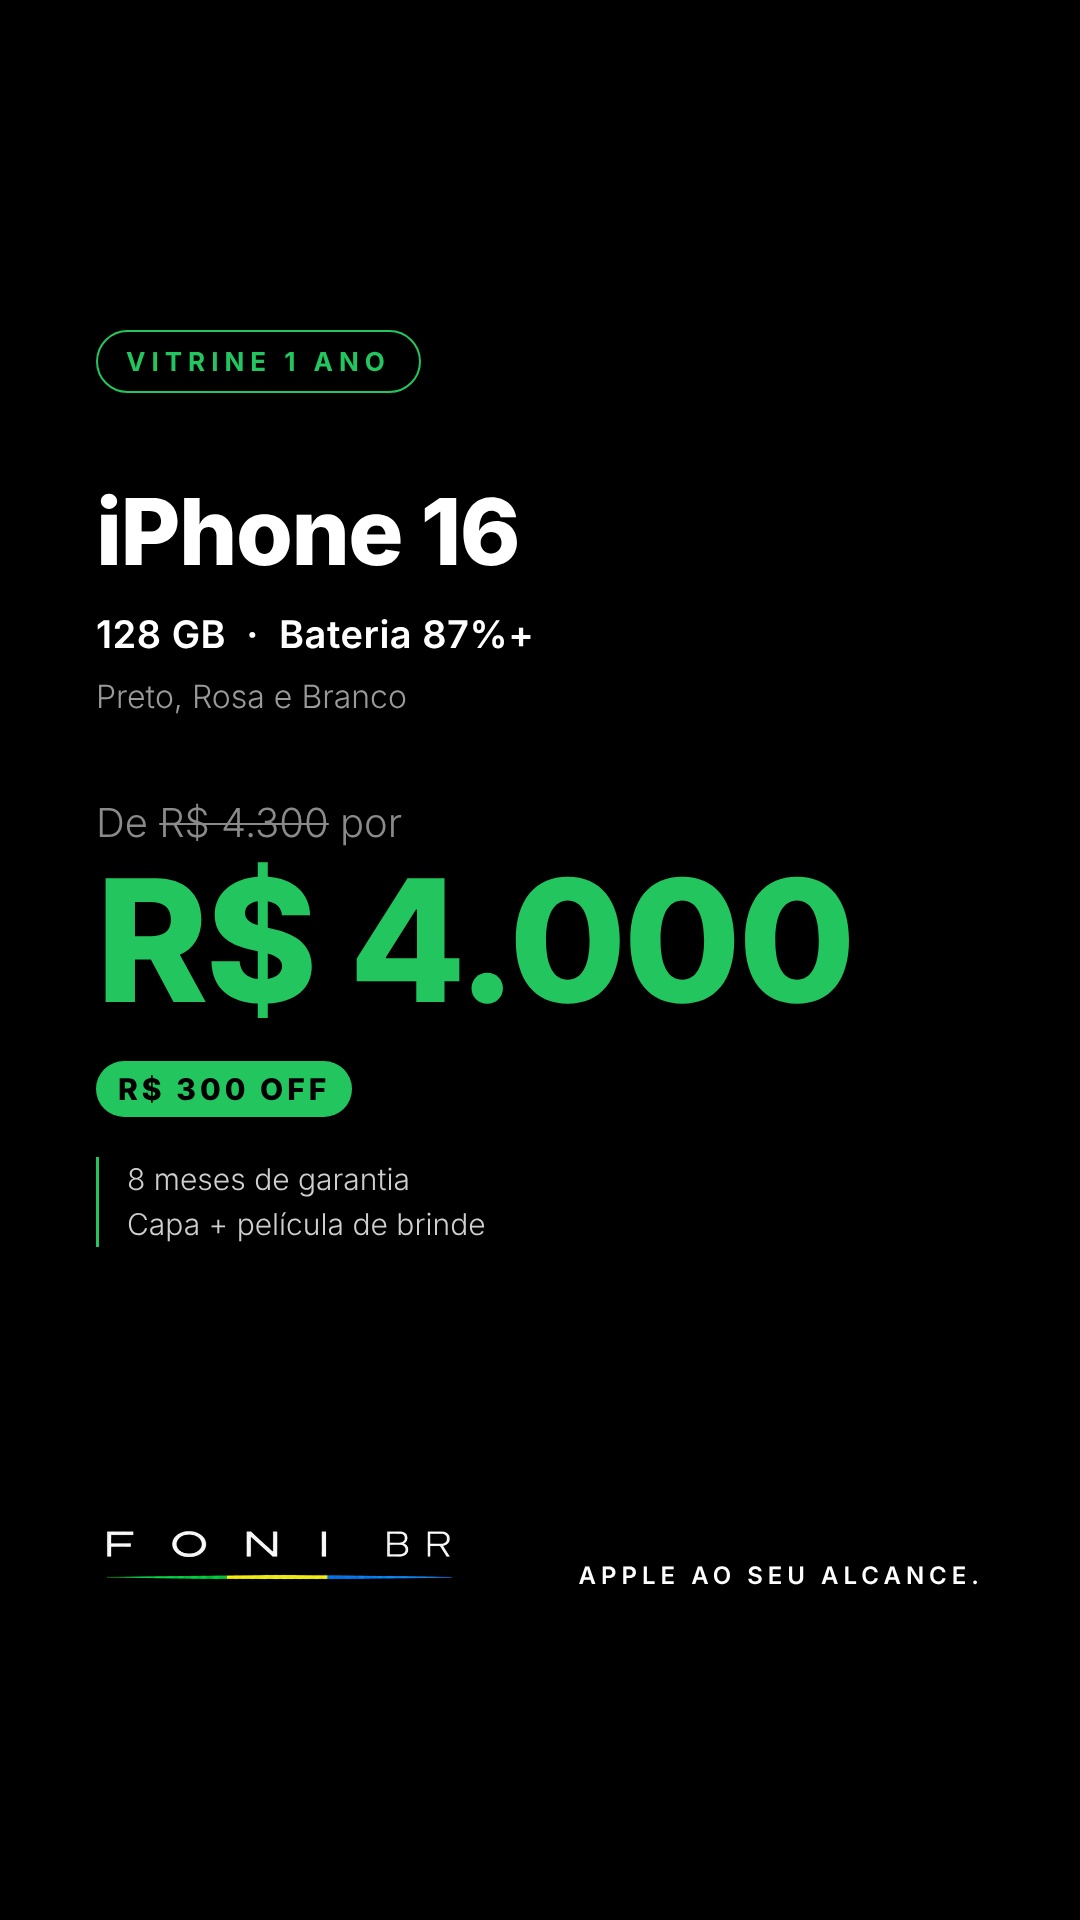 VITRINE 1 ANO
iPhone 16
128 GB · Bateria 87%+
Preto, Rosa e Branco
De R$ 4.300 por
R$ 4.000
R$ 300 OFF
8 meses de garantia
Capa + película de brinde
FONI BR
APPLE AO SEU ALCANCE.